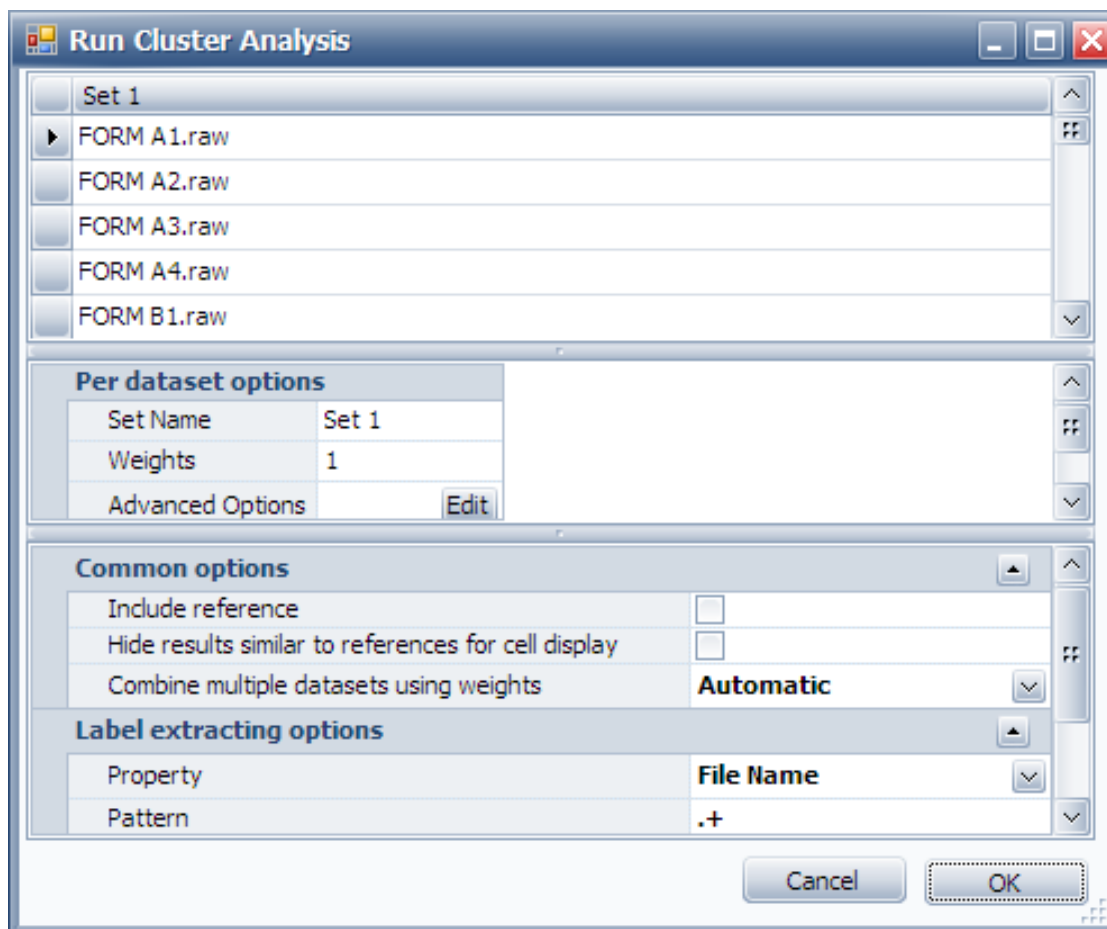 Run Cluster Analysis
Set 1
FORM A1.raw
FORM A2.raw
FORM A3.raw
FORM A4.raw
FORM B1.raw
Per dataset options
Set Name Set 1
Weights 1
Advanced Options Edit
Common options
Include reference
Hide results similar to references for cell display
Combine multiple datasets using weights Automatic
Label extracting options
Property File Name
Pattern .+
Cancel OK